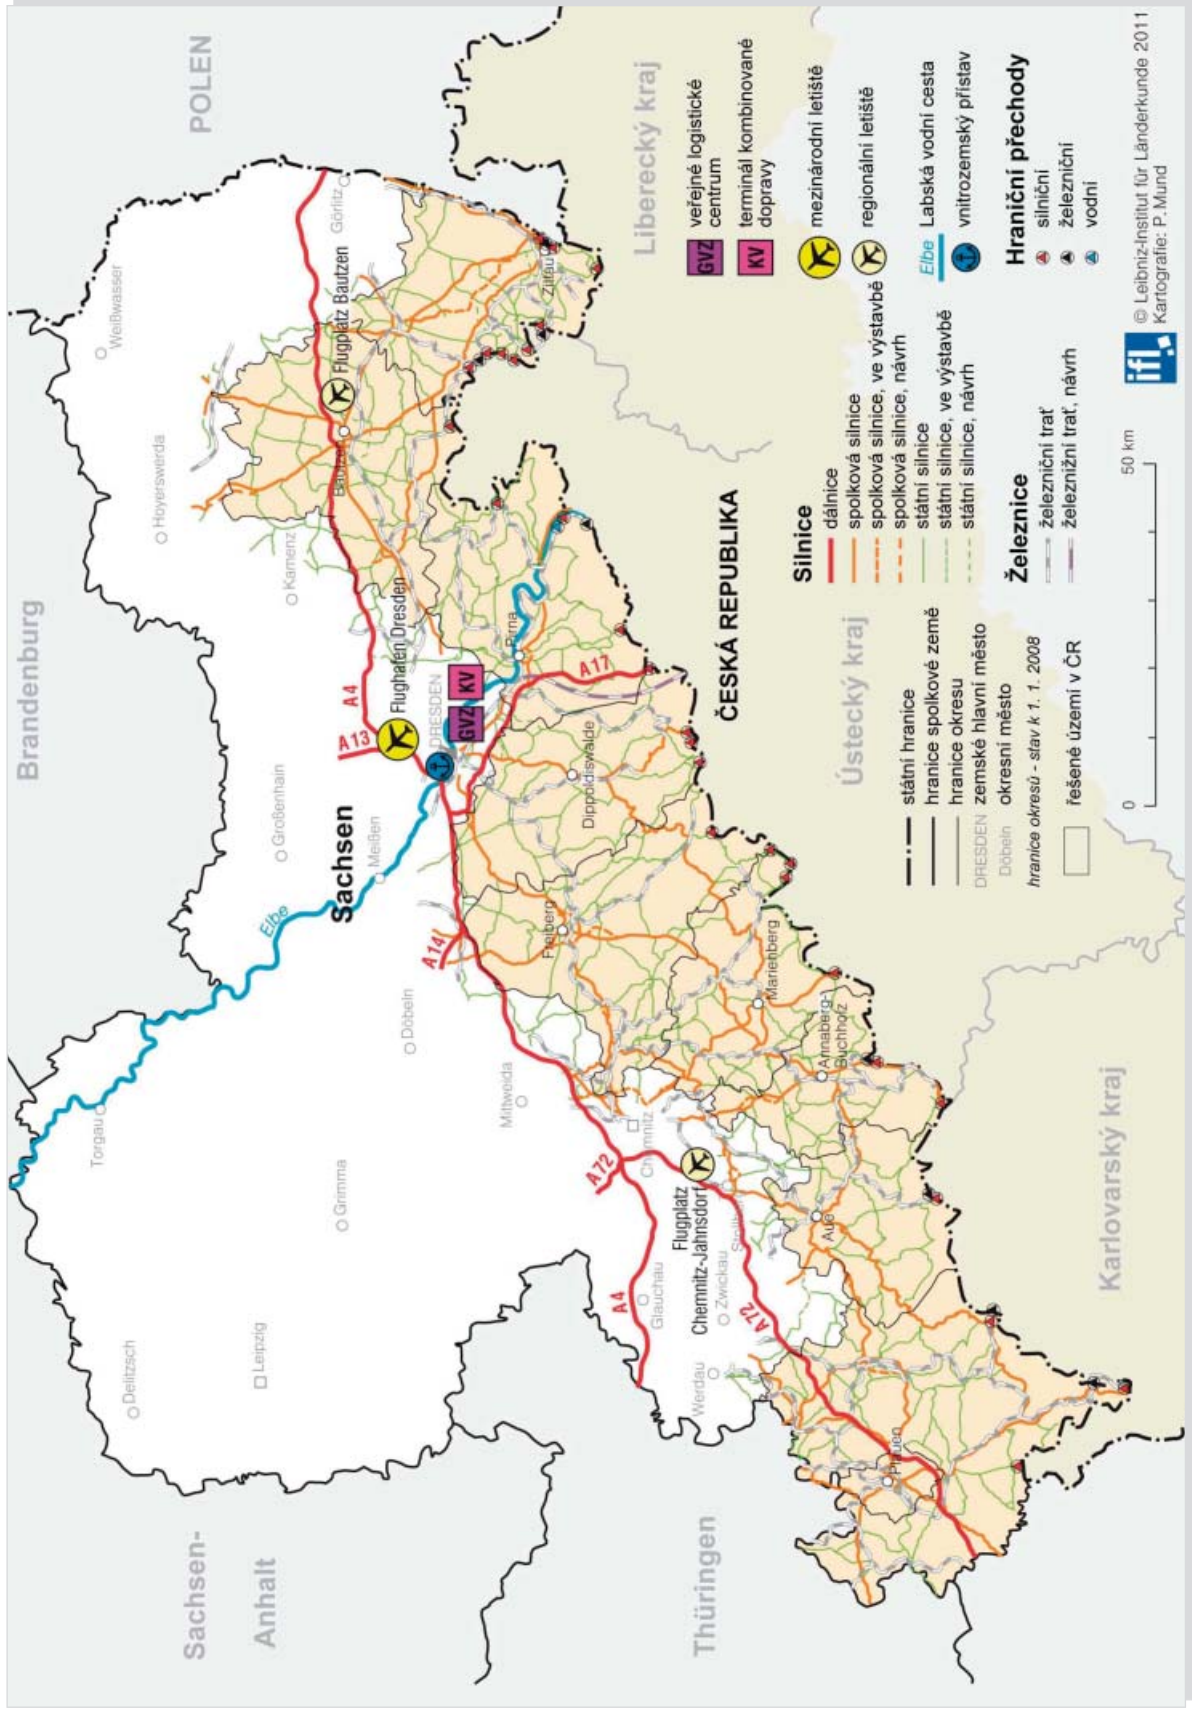 POLEN
Brandenburg
Sachsen-
Anhalt
Thüringen
Sachsen
Liberecký kraj
Ústecký kraj
Karlovarský kraj
ČESKÁ REPUBLIKA
Weißwasser
Hoyerswerda
Görlitz
Kamenz
Großenhain
Meißen
Elbe
Torgau
Döbeln
Grimma
Delitzsch
Leipzig
Mittweida
Chemnitz
Glauchau
Zwickau
Werdau
Flugplatz Bautzen
Bautzen
Zittau
Flughafen Dresden
DRESDEN
GVZ
KV
Pirna
Dippoldiswalde
Freiberg
Marienberg
Annaberg-
Buchholz
Aue
Plauen
Flugplatz
Chemnitz-Jahnsdorf
A4
A13
A17
A14
A72
A4
A72
státní hranice
hranice spolkové země
hranice okresu
DRESDEN zemské hlavní město
Döbeln okresní město
hranice okresů - stav k 1. 1. 2008
řešené území v ČR
Silnice
dálnice
spolková silnice
spolková silnice, ve výstavbě
spolková silnice, návrh
státní silnice
státní silnice, ve výstavbě
státní silnice, návrh
Železnice
železniční trať
železnižní trať, návrh
GVZ veřejné logistické
centrum
KV terminál kombinované
dopravy
mezinárodní letiště
regionální letiště
Elbe Labská vodní cesta
vnitrozemský přístav
Hraniční přechody
silniční
železniční
vodní
0 50 km
ifl
© Leibniz-Institut für Länderkunde 2011
Kartografie: P. Mund